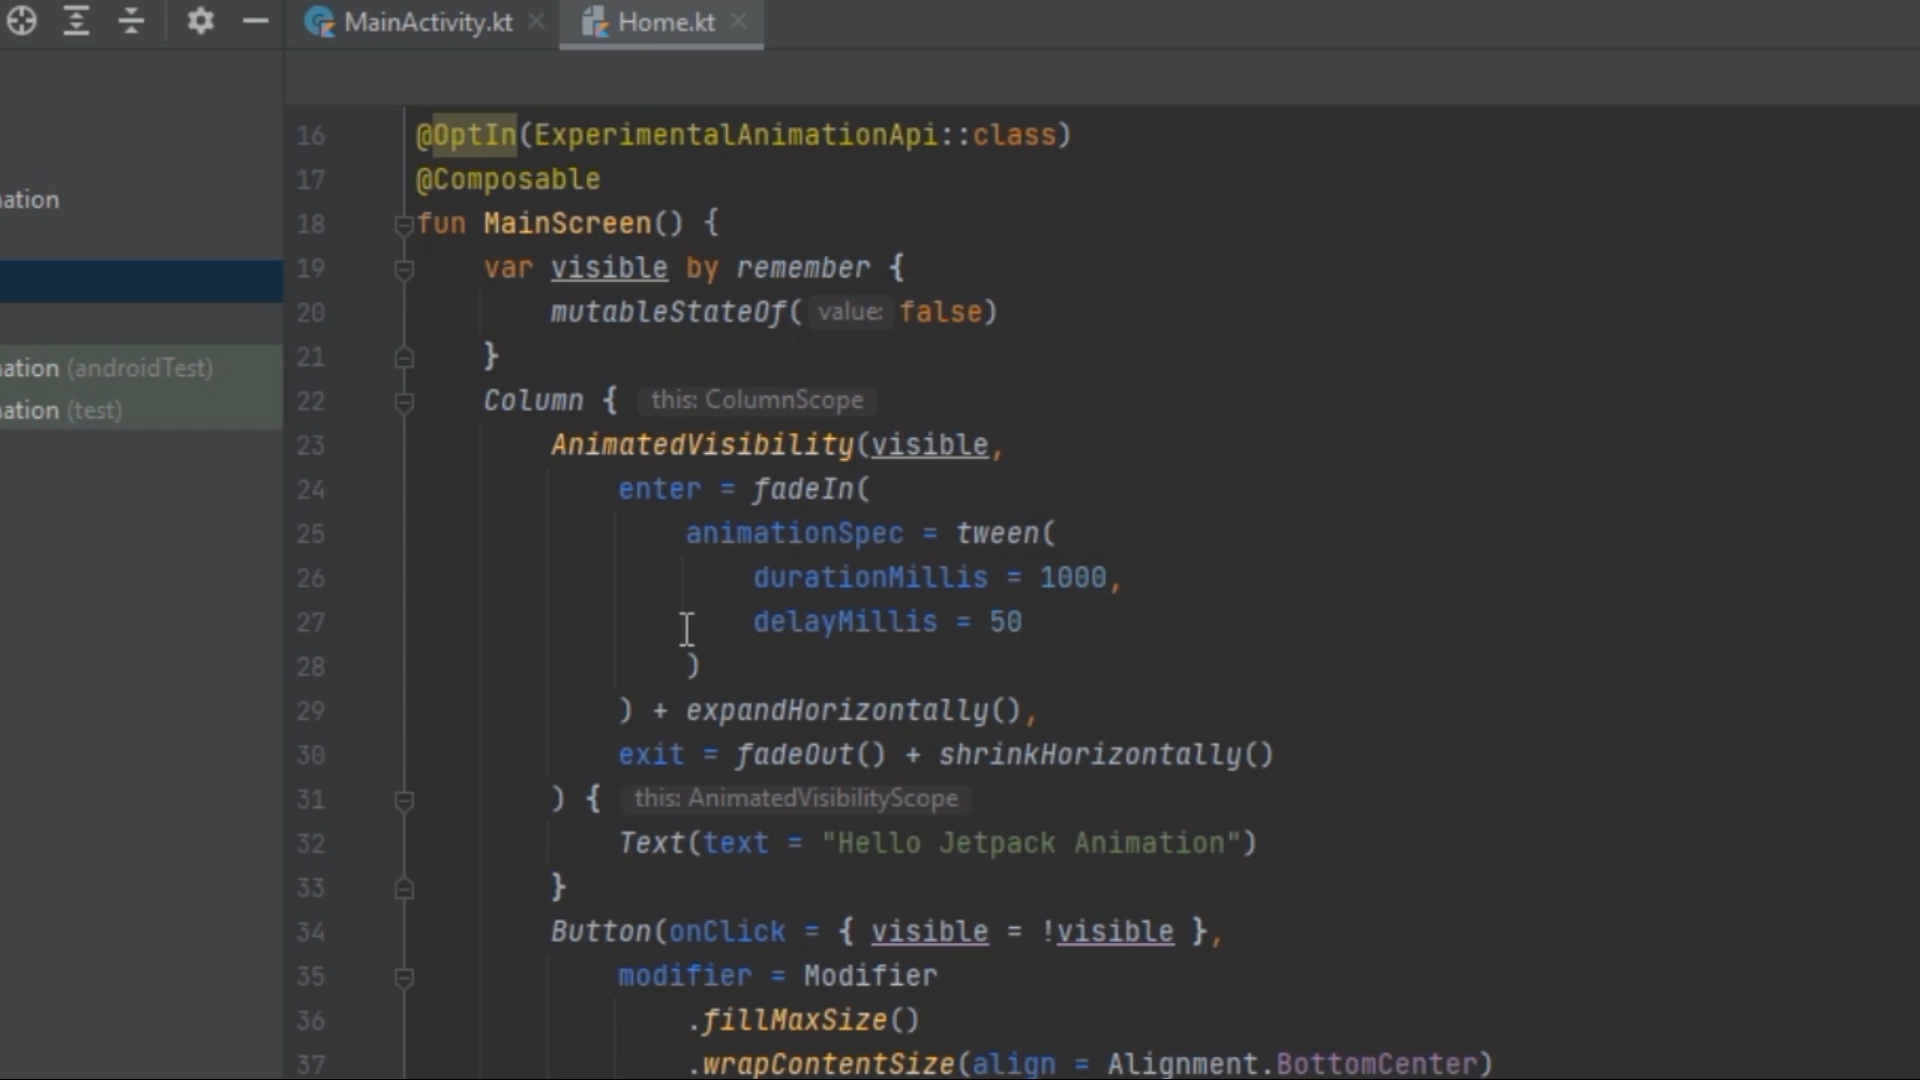 MainActivity.kt
Home.kt
ation
ation (androidTest)
ation (test)
16 @OptIn(ExperimentalAnimationApi::class)
17 @Composable
18 fun MainScreen() {
19 var visible by remember {
20 mutableStateOf( value: false)
21 }
22 Column { this: ColumnScope
23 AnimatedVisibility(visible,
24 enter = fadeIn(
25 animationSpec = tween(
26 durationMillis = 1000,
27 delayMillis = 50
28 )
29 ) + expandHorizontally(),
30 exit = fadeOut() + shrinkHorizontally()
31 ) { this: AnimatedVisibilityScope
32 Text(text = "Hello Jetpack Animation")
33 }
34 Button(onClick = { visible = !visible },
35 modifier = Modifier
36 .fillMaxSize()
37 .wrapContentSize(align = Alignment.BottomCenter)